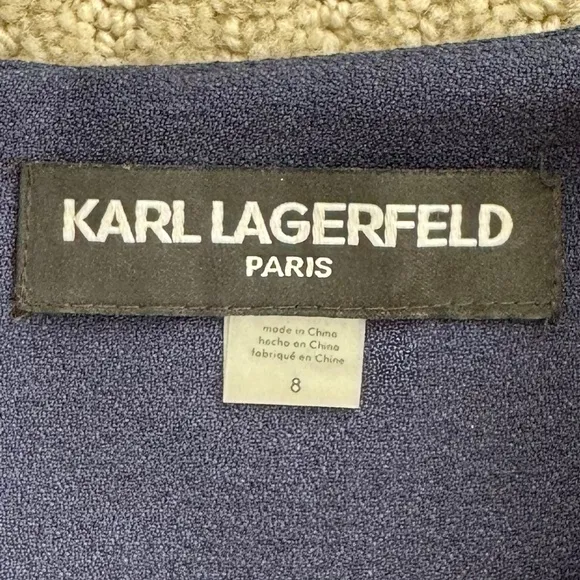 KARL LAGERFELD
PARIS
made in China
hecho en China
fabriqué en Chine
8